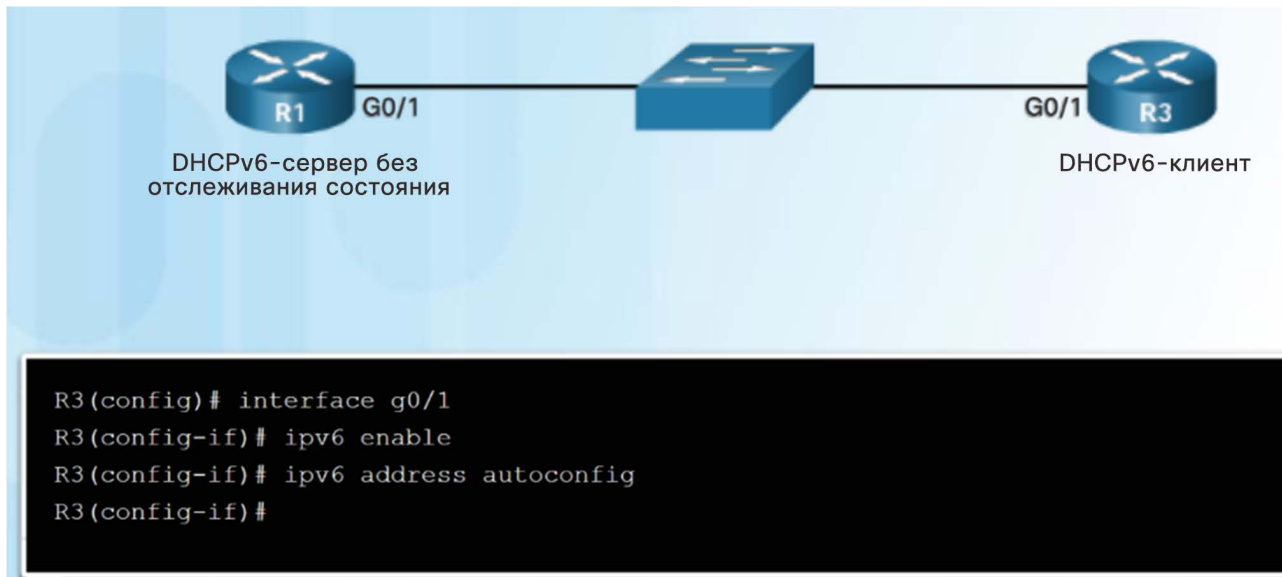 R1
G0/1
G0/1
R3
DHCPv6-сервер без
отслеживания состояния
DHCPv6-клиент
R3(config)# interface g0/1
R3(config-if)# ipv6 enable
R3(config-if)# ipv6 address autoconfig
R3(config-if)#